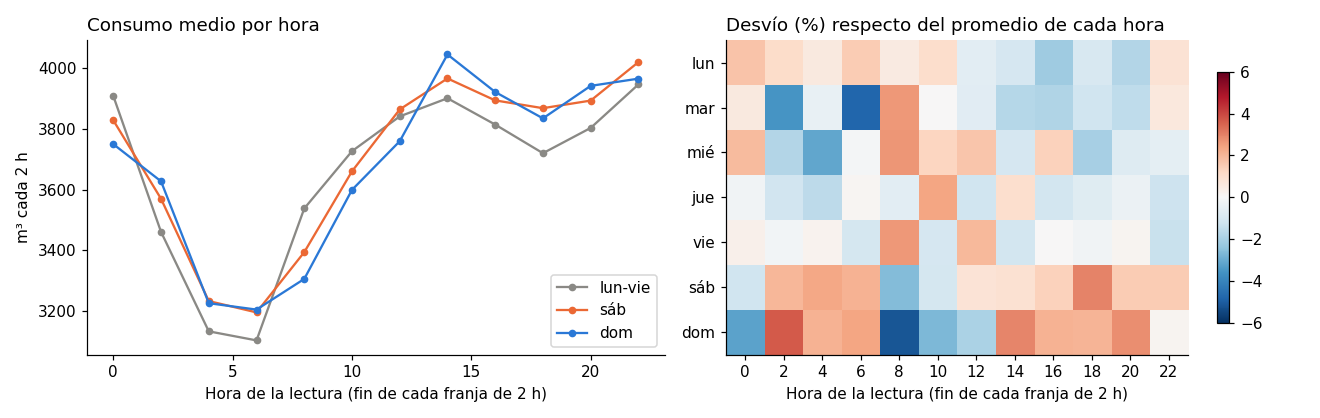 Consumo medio por hora
m³ cada 2 h
4000
3800
3600
3400
3200
0 5 10 15 20
Hora de la lectura (fin de cada franja de 2 h)
lun-vie
sáb
dom
Desvío (%) respecto del promedio de cada hora
lun
mar
mié
jue
vie
sáb
dom
0 2 4 6 8 10 12 14 16 18 20 22
Hora de la lectura (fin de cada franja de 2 h)
6
4
2
0
−2
−4
−6